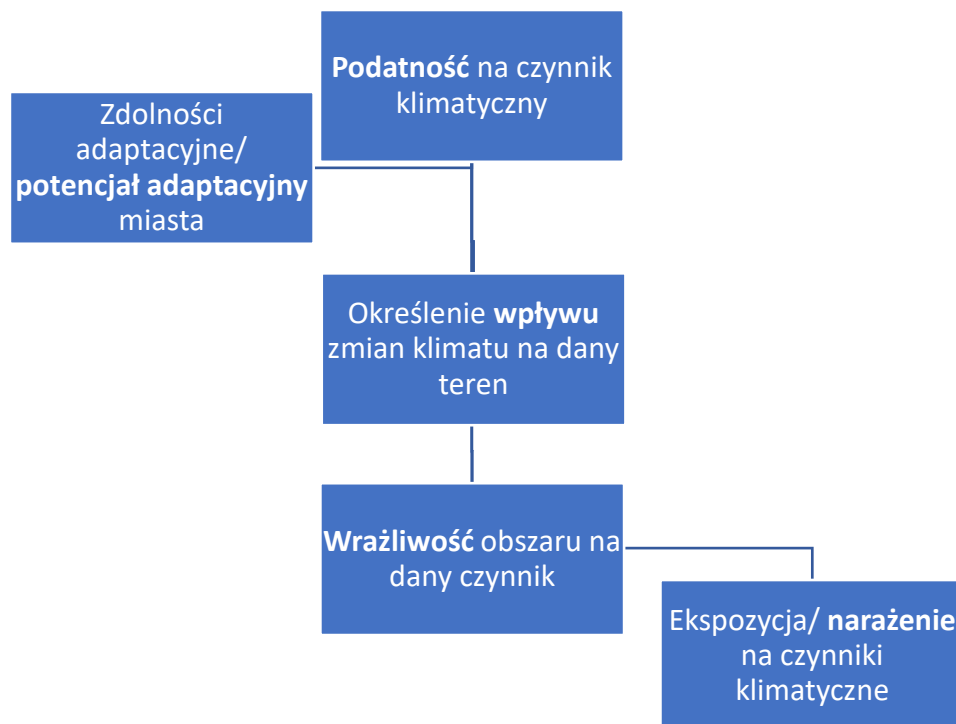 Podatność na czynnik
klimatyczny
Zdolności
adaptacyjne/
potencjał adaptacyjny
miasta
Określenie wpływu
zmian klimatu na dany
teren
Wrażliwość obszaru na
dany czynnik
Ekspozycja/ narażenie
na czynniki
klimatyczne